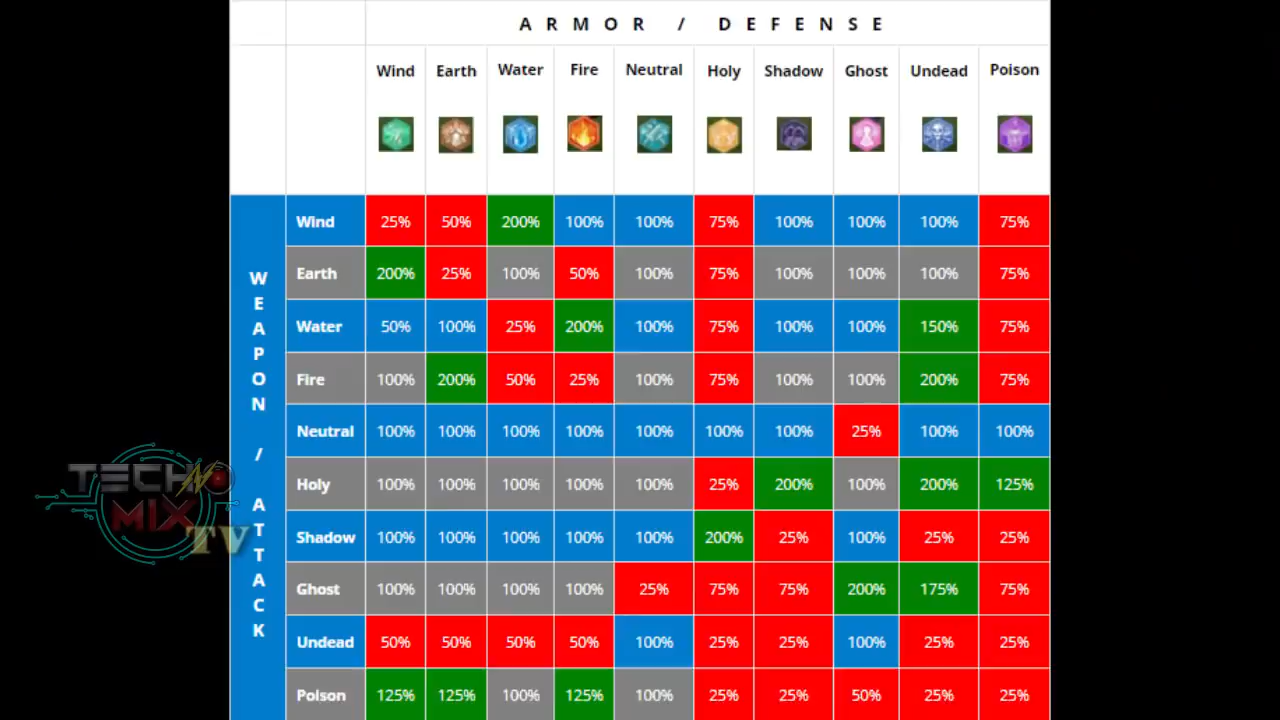 ARMOR / DEFENSE
Wind Earth Water Fire Neutral Holy Shadow Ghost Undead Poison
WEAPON / ATTACK
Wind 25% 50% 200% 100% 100% 75% 100% 100% 100% 75%
Earth 200% 25% 100% 50% 100% 75% 100% 100% 100% 75%
Water 50% 100% 25% 200% 100% 75% 100% 100% 150% 75%
Fire 100% 200% 50% 25% 100% 75% 100% 100% 200% 75%
Neutral 100% 100% 100% 100% 100% 100% 100% 25% 100% 100%
Holy 100% 100% 100% 100% 100% 25% 200% 100% 200% 125%
Shadow 100% 100% 100% 100% 100% 200% 25% 100% 25% 25%
Ghost 100% 100% 100% 100% 25% 75% 75% 200% 175% 75%
Undead 50% 50% 50% 50% 100% 25% 25% 100% 25% 25%
Poison 125% 125% 100% 125% 100% 25% 25% 50% 25% 25%
TECHNO
MIX
TV